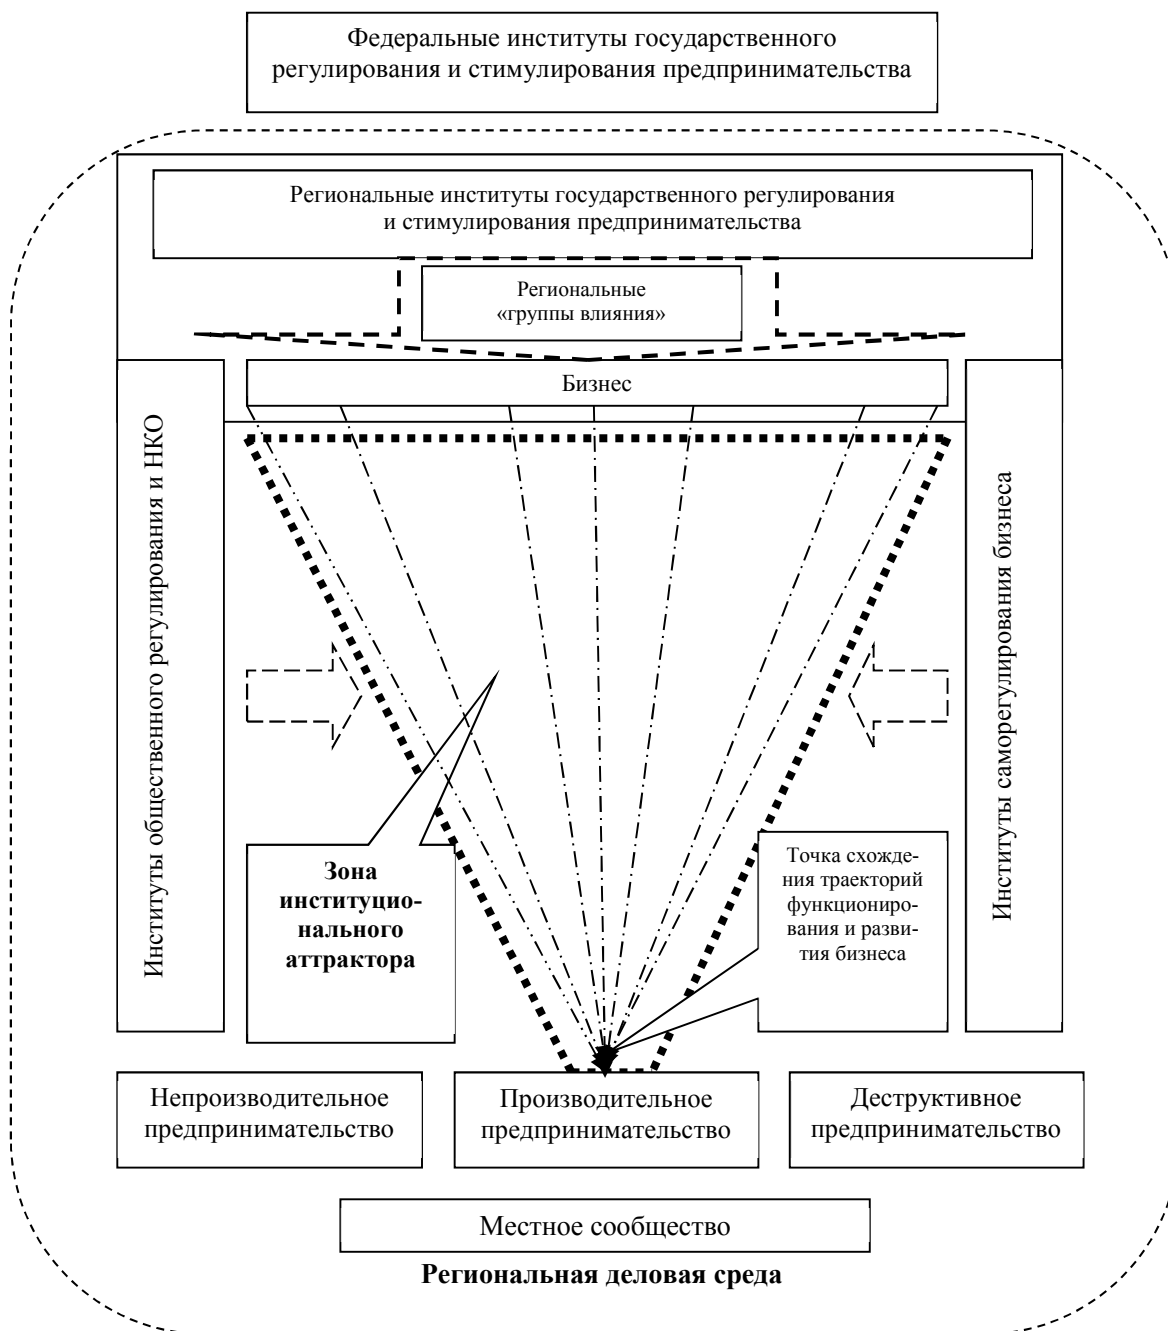 Федеральные институты государственного
регулирования и стимулирования предпринимательства
Региональные институты государственного регулирования
и стимулирования предпринимательства
Региональные
«группы влияния»
Бизнес
Институты общественного регулирования и НКО
Институты саморегулирования бизнеса
Зона
институцио-
нального
аттрактора
Точка схожде-
ния траекторий
функциониро-
вания и разви-
тия бизнеса
Непроизводительное
предпринимательство
Производительное
предпринимательство
Деструктивное
предпринимательство
Местное сообщество
Региональная деловая среда